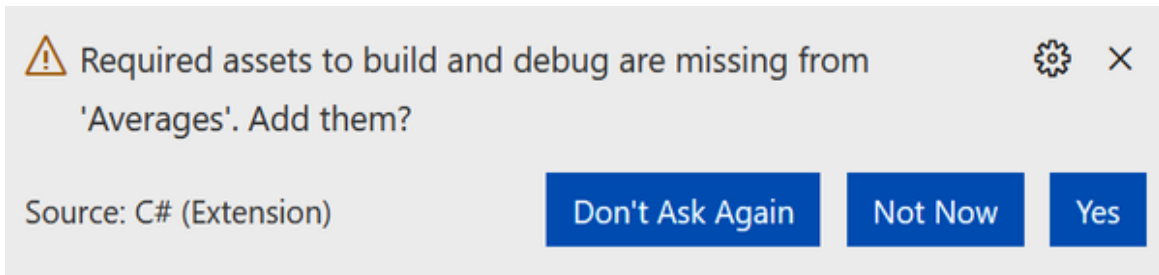 Required assets to build and debug are missing from
'Averages'. Add them?
Source: C# (Extension)
Don't Ask Again
Not Now
Yes